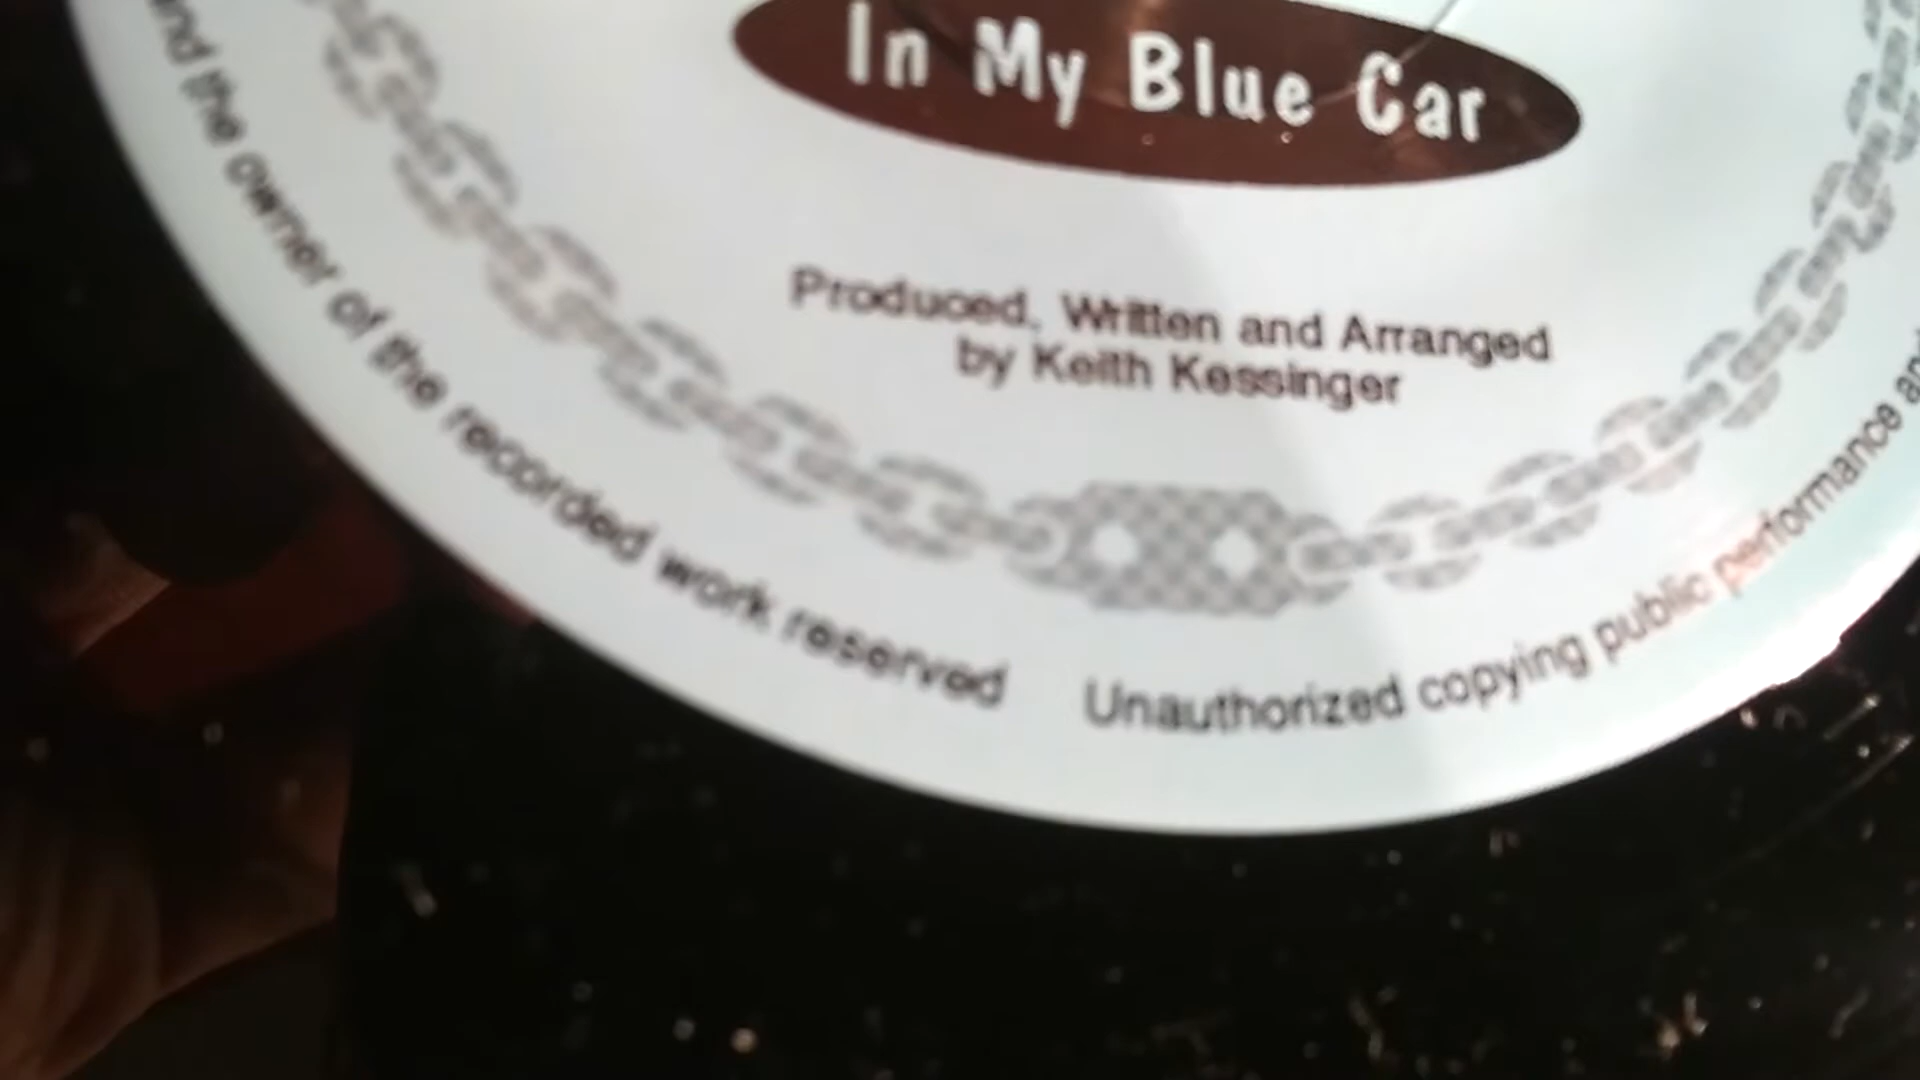 In My Blue Car
Produced, Written and Arranged
by Keith Kessinger
and the owner of the recorded work reserved
Unauthorized copying public performance and